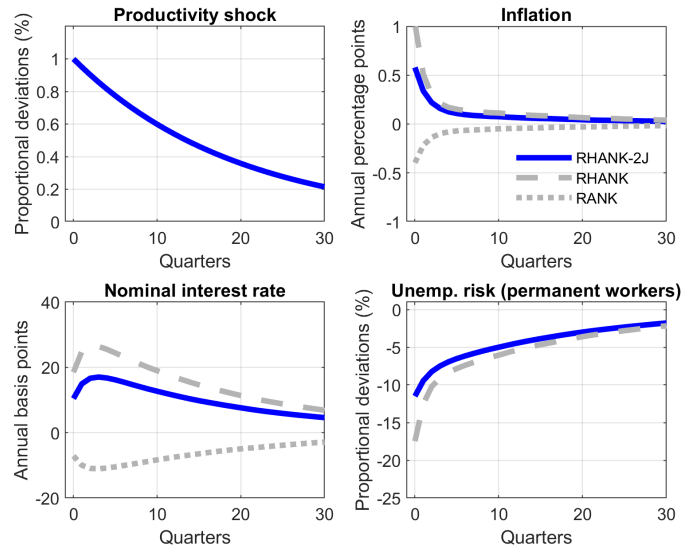 Productivity shock
Proportional deviations (%)
1
0.8
0.6
0.4
0.2
0
0
10
20
30
Quarters
Inflation
Annual percentage points
1
0.5
0
-0.5
-1
RHANK-2J
RHANK
RANK
0
10
20
30
Quarters
Nominal interest rate
Annual basis points
40
20
0
-20
0
10
20
30
Quarters
Unemp. risk (permanent workers)
Proportional deviations (%)
0
-5
-10
-15
-20
-25
0
10
20
30
Quarters